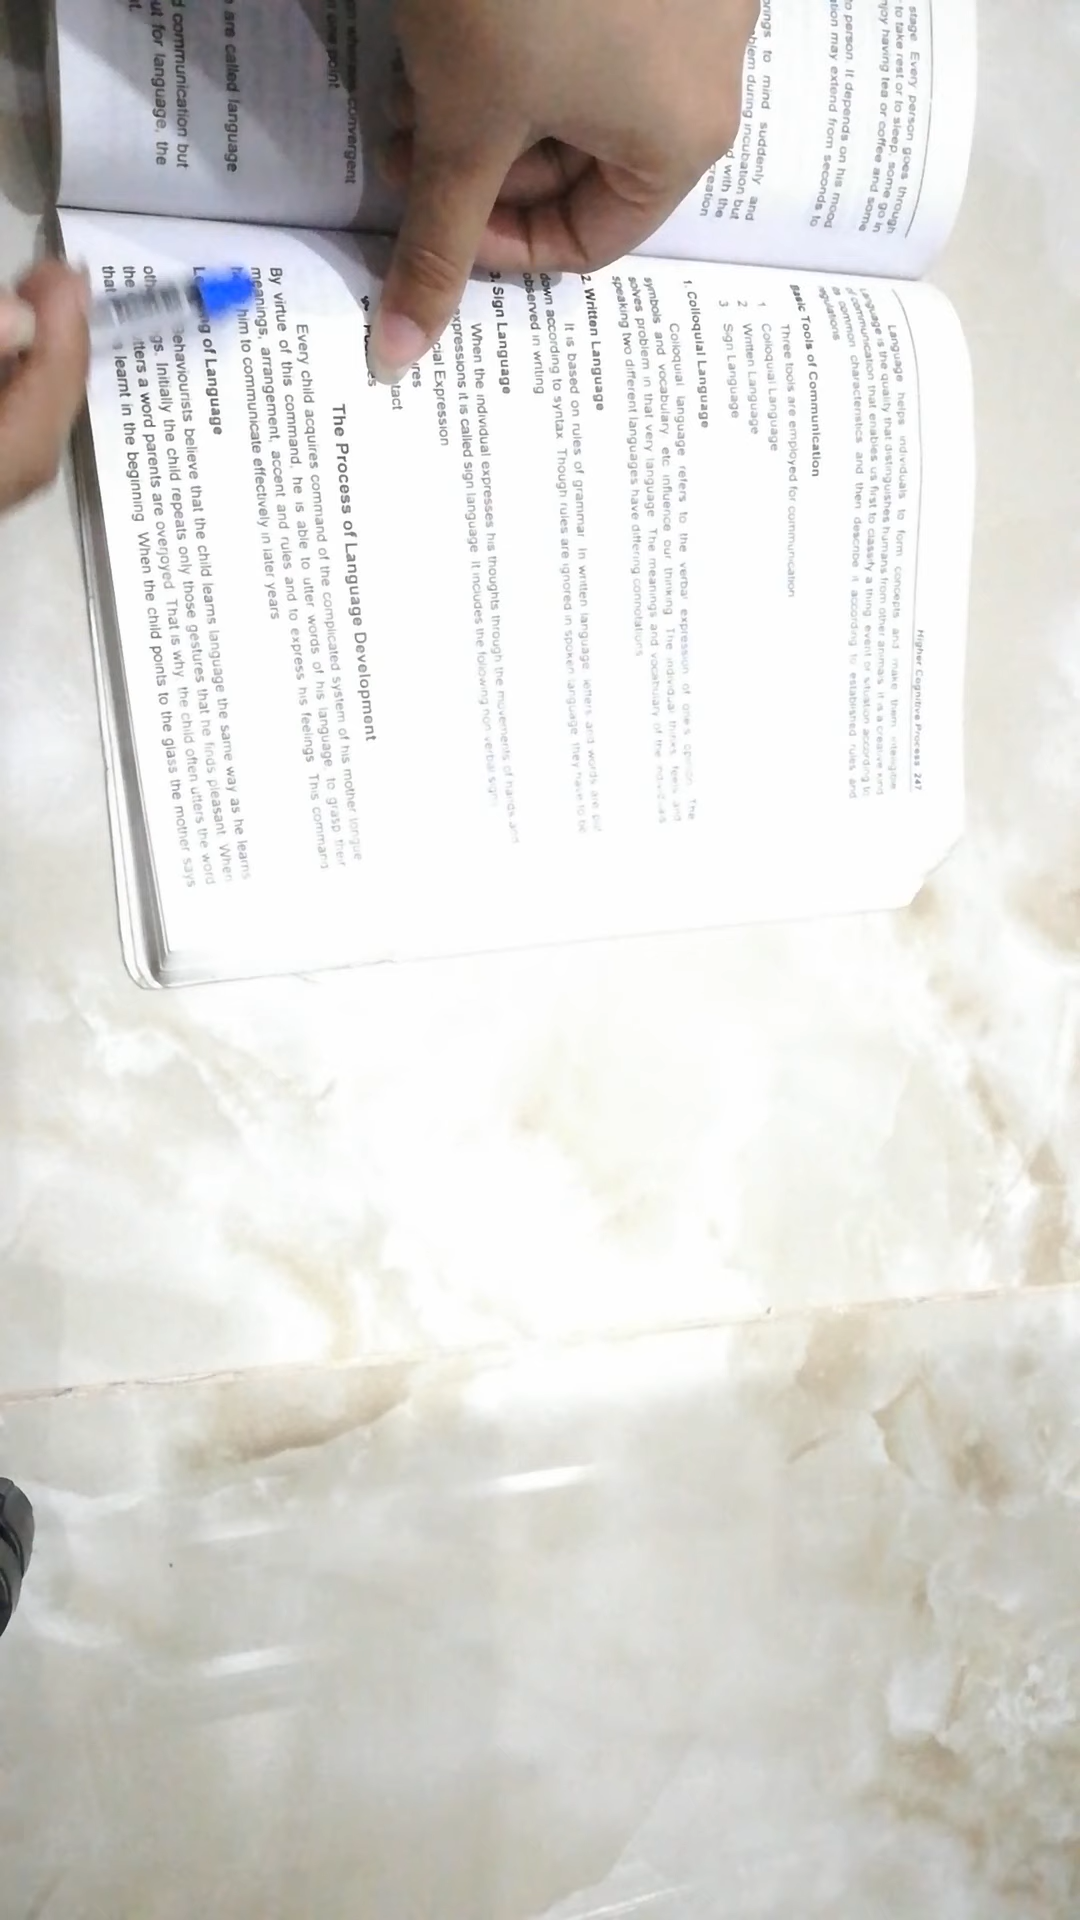 stage. Every person goes through
to take rest or to sleep, some go in
njoy having tea or coffee and some
to person. It depends on his mood
tion may extend from seconds to
brings to mind suddenly and
blem during incubation but
d with the
creation
convergent
one point
are called language
d communication but
ut for language, the
Higher Cognitive Process 247
Language helps individuals to form concepts and make them intelligible
Language is the quality that distinguishes humans from other animals. It is a creative kind
of communication that enables us first to classify a thing, event or situation according to
common characteristics and then describe it according to established rules and
regulations
Basic Tools of Communication
Three tools are employed for communication
1 Colloquial Language
2 Written Language
3 Sign Language
1. Colloquial Language
Colloquial language refers to the verbal expression of one's opinion. The
symbols and vocabulary etc influence our thinking. The individual thinks, feels and
solves problem in that very language. The meanings and vocabulary of the individuals
speaking two different languages have differing connotations
2. Written Language
It is based on rules of grammar. In written language, letters and words are put
down according to syntax. Though rules are ignored in spoken language, they have to be
observed in writing
3. Sign Language
When the individual expresses his thoughts through the movements of hands and
expressions it is called sign language. It includes the following non verbal signs
cial Expression
ures
tact
The Process of Language Development
Every child acquires command of the complicated system of his mother tongue
By virtue of this command, he is able to utter words of his language, to grasp their
meanings, arrangement, accent and rules and to express his feelings. This command
him to communicate effectively in later years
of Language
Behaviourists believe that the child learns language the same way as he learns
Initially the child repeats only those gestures that he finds pleasant. When
the utters a word parents are overjoyed. That is why, the child often utters the word
that learnt in the beginning. When the child points to the glass the mother says